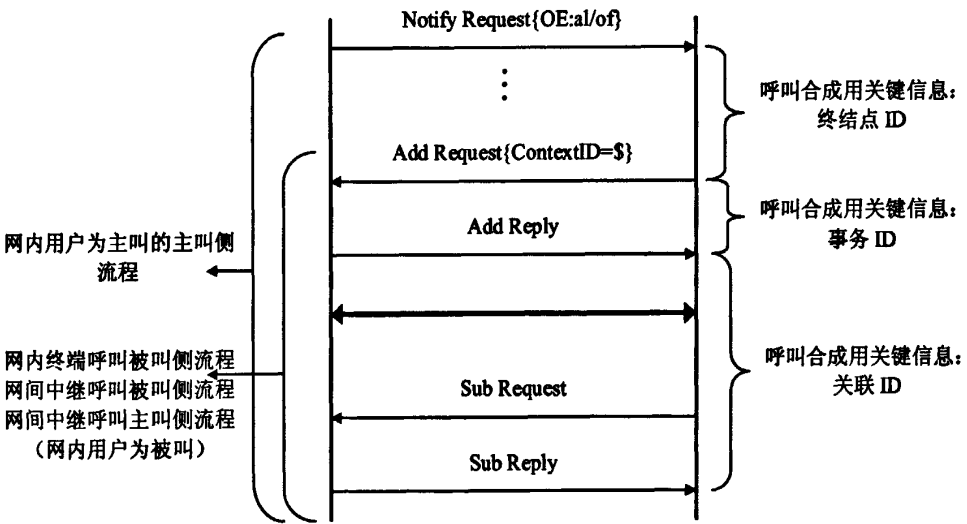 Notify Request{OE:al/of}
呼叫合成用关键信息：
终结点 ID
Add Request{ContextID=$}
呼叫合成用关键信息：
事务 ID
Add Reply
网内用户为主叫的主叫侧
流程
网内终端呼叫被叫侧流程
网间中继呼叫被叫侧流程
网间中继呼叫主叫侧流程
（网内用户为被叫）
呼叫合成用关键信息：
关联 ID
Sub Request
Sub Reply